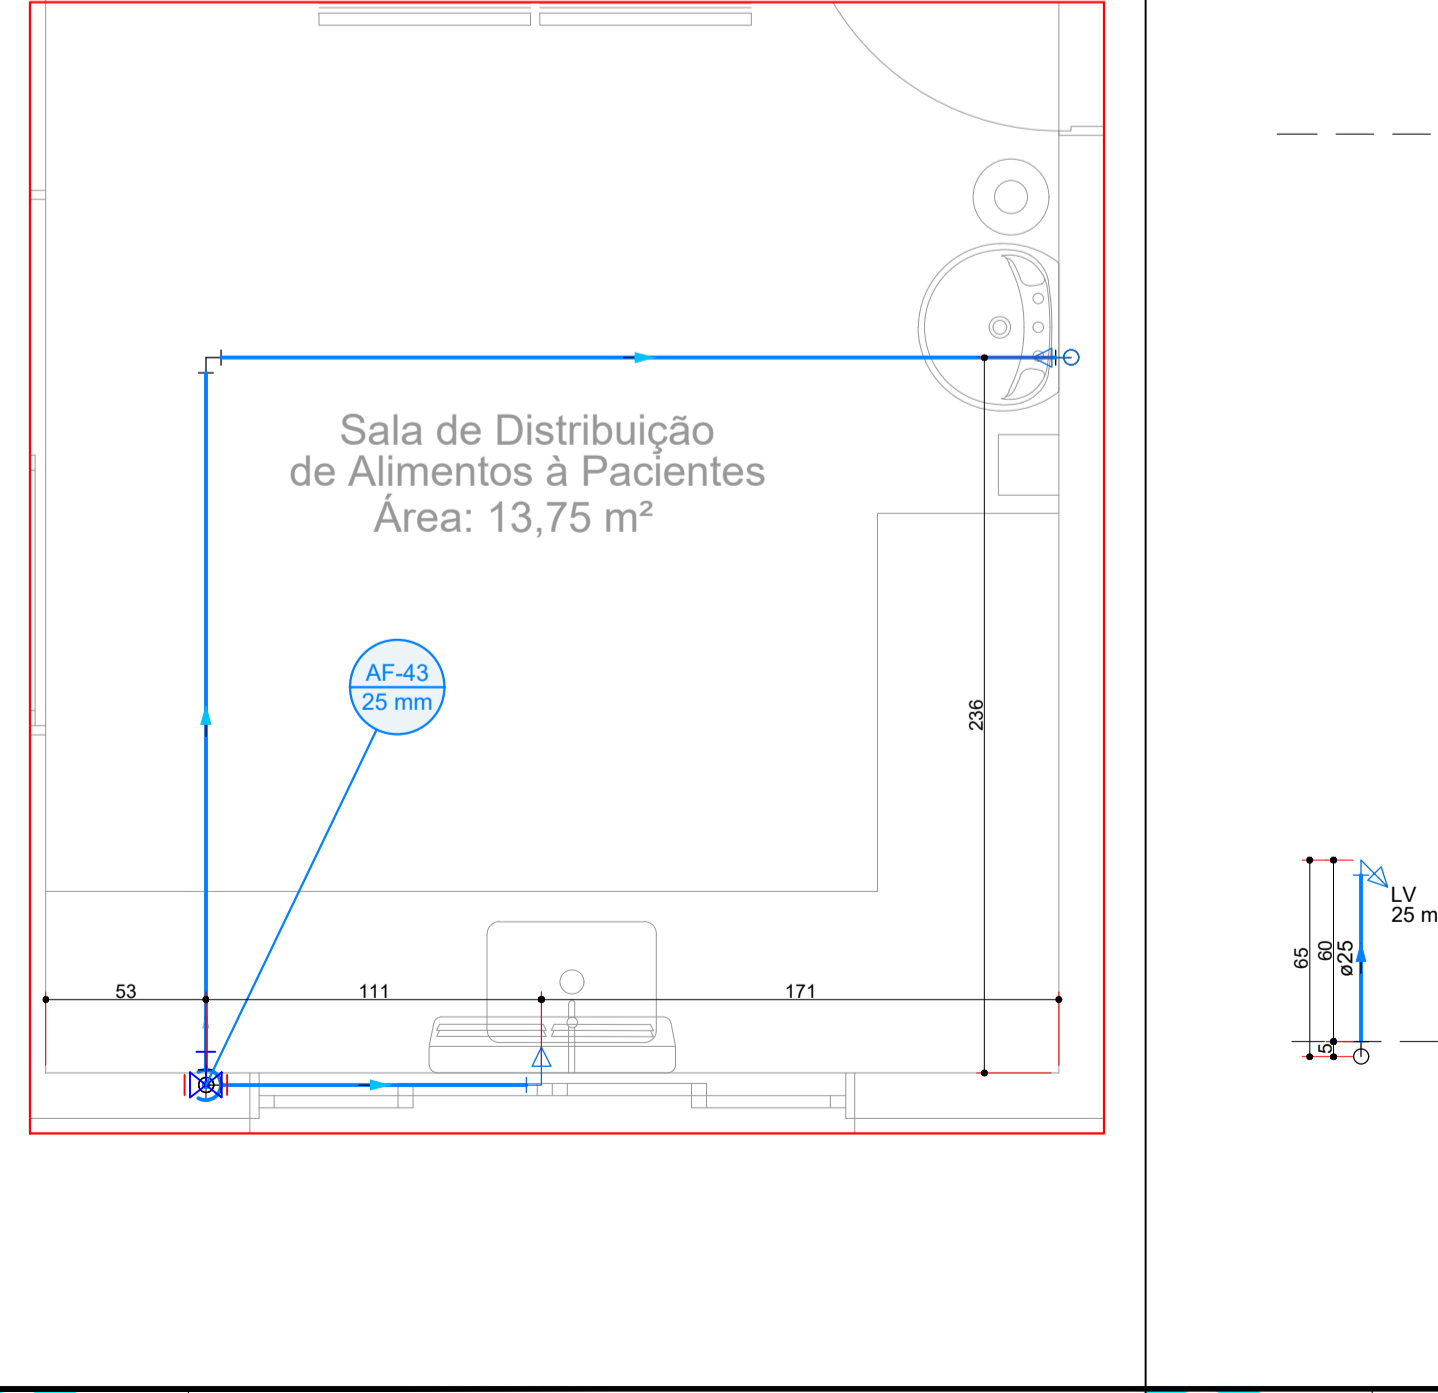 Sala de Distribuição
de Alimentos à Pacientes
Área: 13,75 m²
AF-43
25 mm
236
53
111
171
LV
25 m
65
60
ø25
5